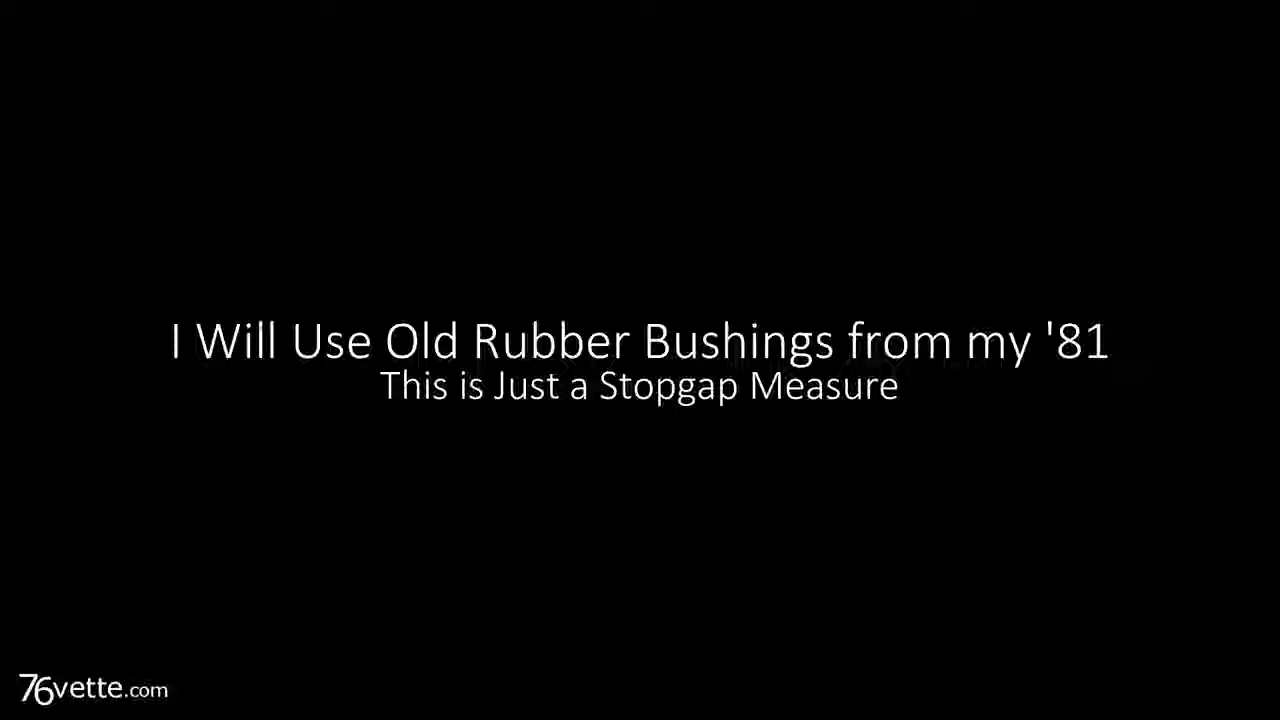 I Will Use Old Rubber Bushings from my '81
This is Just a Stopgap Measure
76vette.com